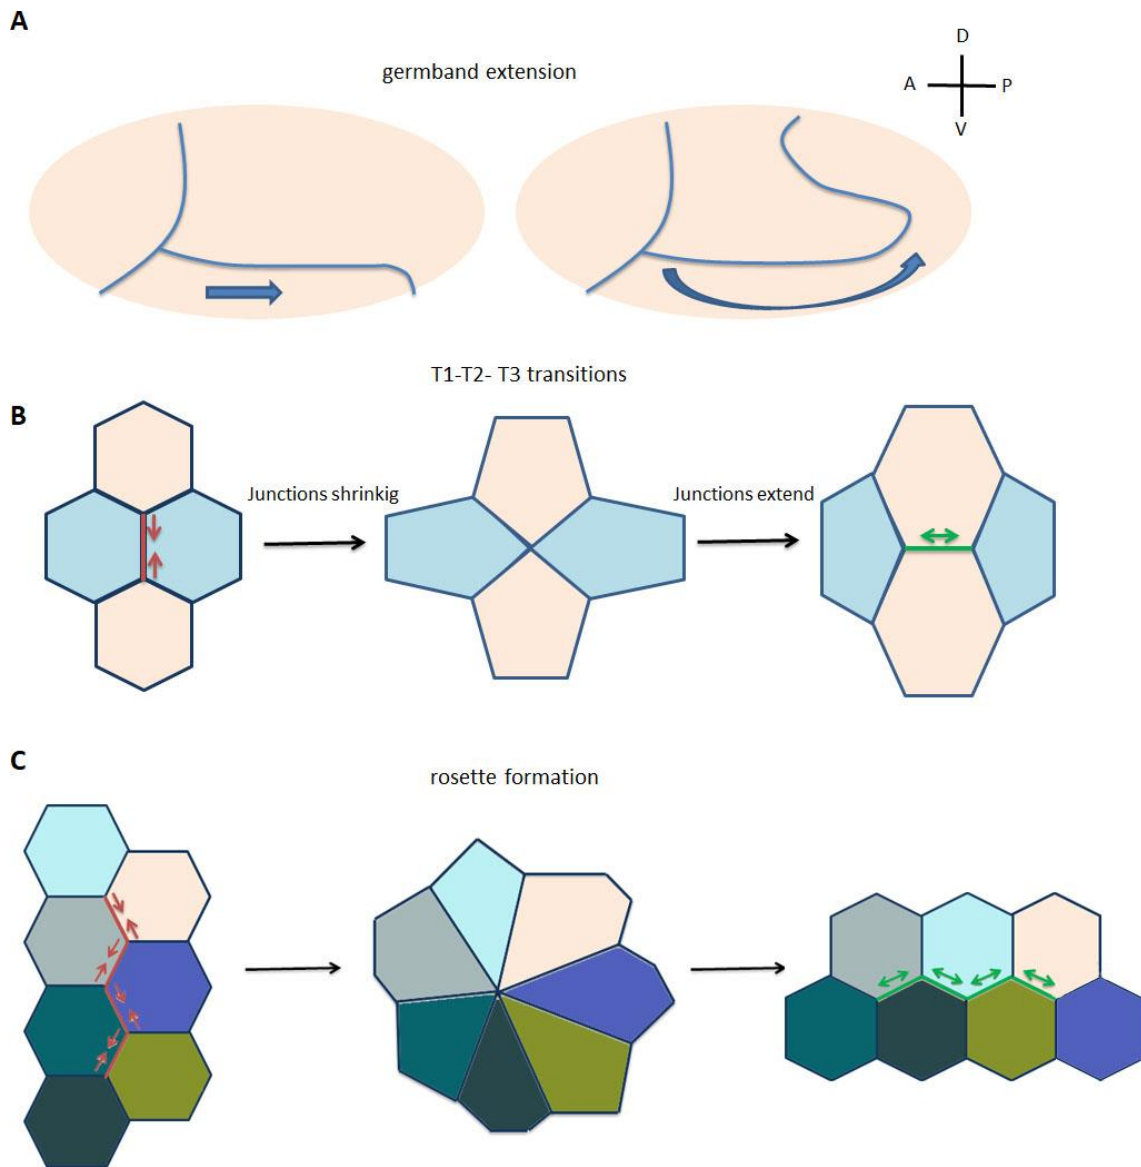 A
germband extension
D
A
P
V
T1-T2- T3 transitions
B
Junctions shrinkig
Junctions extend
C
rosette formation